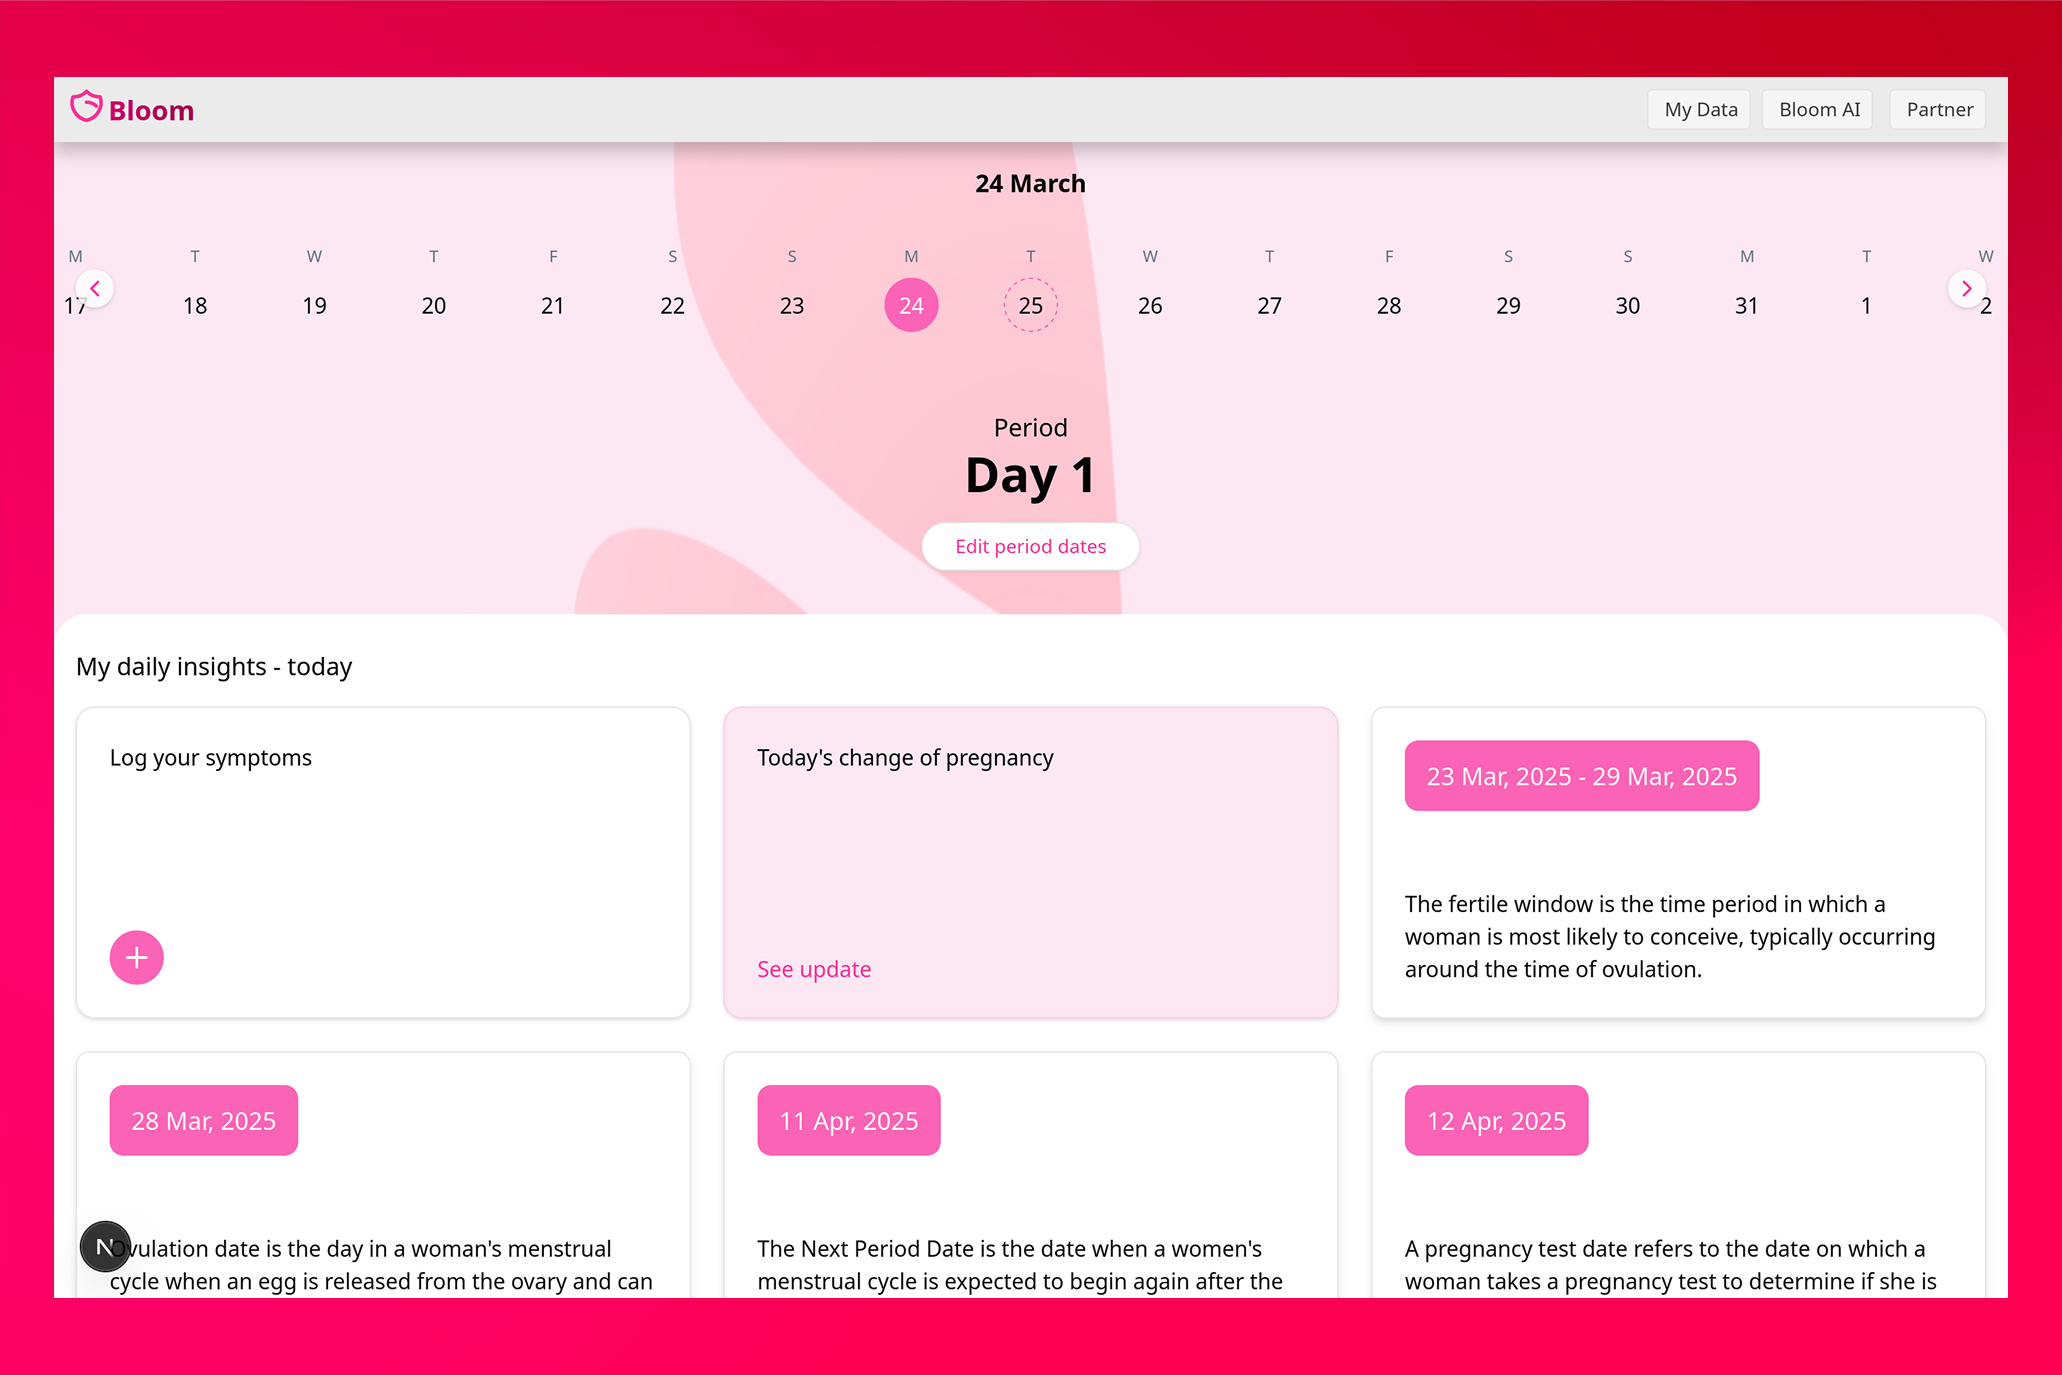 Bloom
My Data
Bloom AI
Partner
24 March
M T W T F S S M T W T F S S M T W
17 18 19 20 21 22 23 24 25 26 27 28 29 30 31 1 2
Period
Day 1
Edit period dates
My daily insights - today
Log your symptoms
Today's change of pregnancy
See update
23 Mar, 2025 - 29 Mar, 2025
The fertile window is the time period in which a
woman is most likely to conceive, typically occurring
around the time of ovulation.
28 Mar, 2025
Ovulation date is the day in a woman's menstrual
cycle when an egg is released from the ovary and can
N
11 Apr, 2025
The Next Period Date is the date when a women's
menstrual cycle is expected to begin again after the
12 Apr, 2025
A pregnancy test date refers to the date on which a
woman takes a pregnancy test to determine if she is